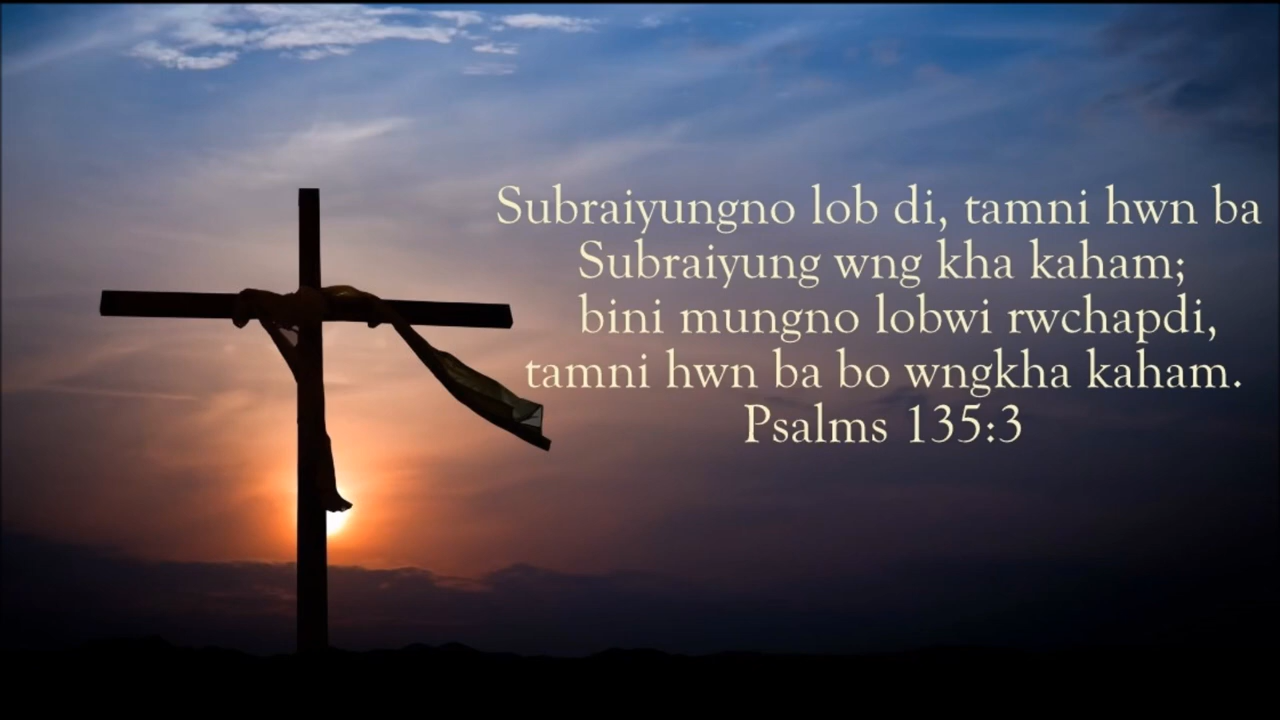 Subraiyungno lob di, tamni hwn ba
Subraiyung wng kha kaham;
bini mungno lobwi rwchapdi,
tamni hwn ba bo wngkha kaham.
Psalms 135:3